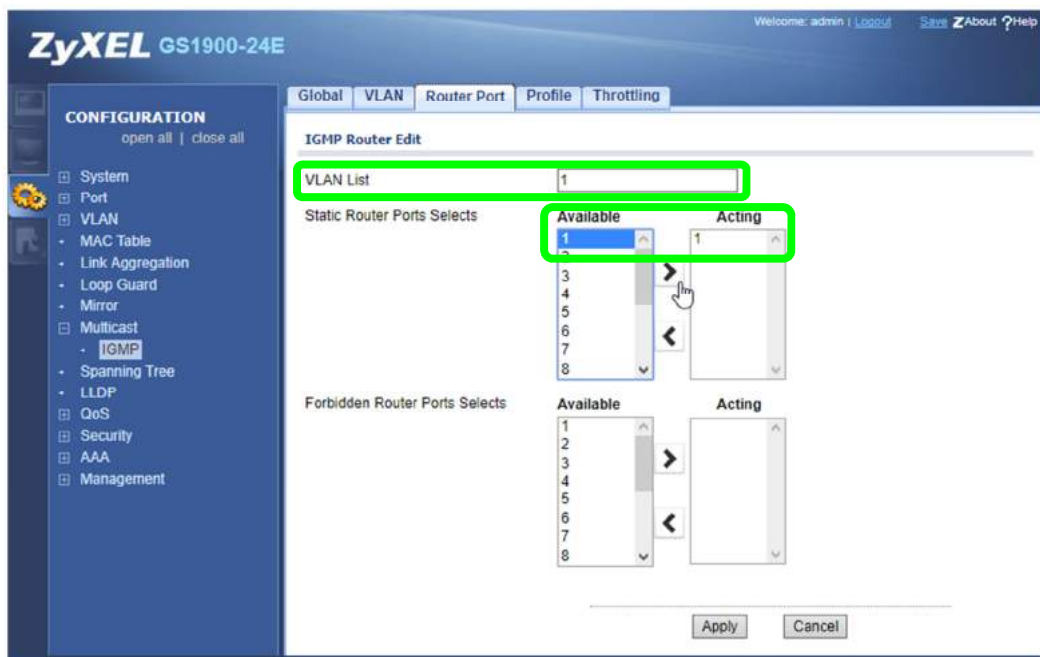 Welcome: admin | Logout Save ZAbout ?Help
ZyXEL GS1900-24E
Global VLAN Router Port Profile Throttling
CONFIGURATION
open all | close all
System
Port
VLAN
MAC Table
Link Aggregation
Loop Guard
Mirror
Multicast
IGMP
Spanning Tree
LLDP
QoS
Security
AAA
Management
IGMP Router Edit
VLAN List 1
Static Router Ports Selects Available Acting
1 1
2
3
4
5
6
7
8
Forbidden Router Ports Selects Available Acting
1
2
3
4
5
6
7
8
Apply Cancel